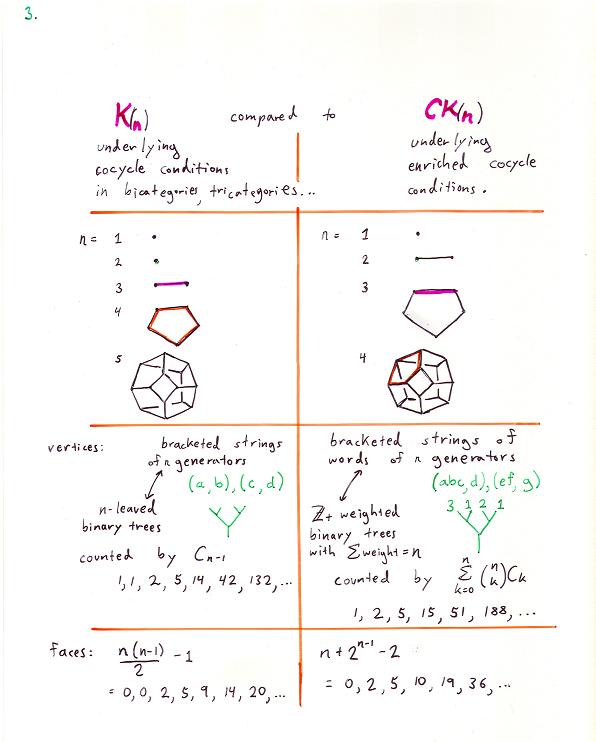 3.
K(n) compared to CK(n)
underlying
cocycle conditions
in bicategories, tricategories...
underlying
enriched cocycle
conditions.
n = 1
2
3
4
5
n = 1
2
3
4
vertices: bracketed strings
of n generators
(a, b), (c, d)
n-leaved
binary trees
counted by C_{n-1}
1, 1, 2, 5, 14, 42, 132, ...
bracketed strings of
words of n generators
(abc, d), (ef, g)
3 1 2 1
ℤ+ weighted
binary trees
with Σ weight = n
counted by \sum_{k=0}^{n} \binom{n}{k} C_k
1, 2, 5, 15, 51, 188, ...
faces: \frac{n(n-1)}{2} - 1
= 0, 0, 2, 5, 9, 14, 20, ...
n + 2^{n-1} - 2
= 0, 2, 5, 10, 19, 36, ...